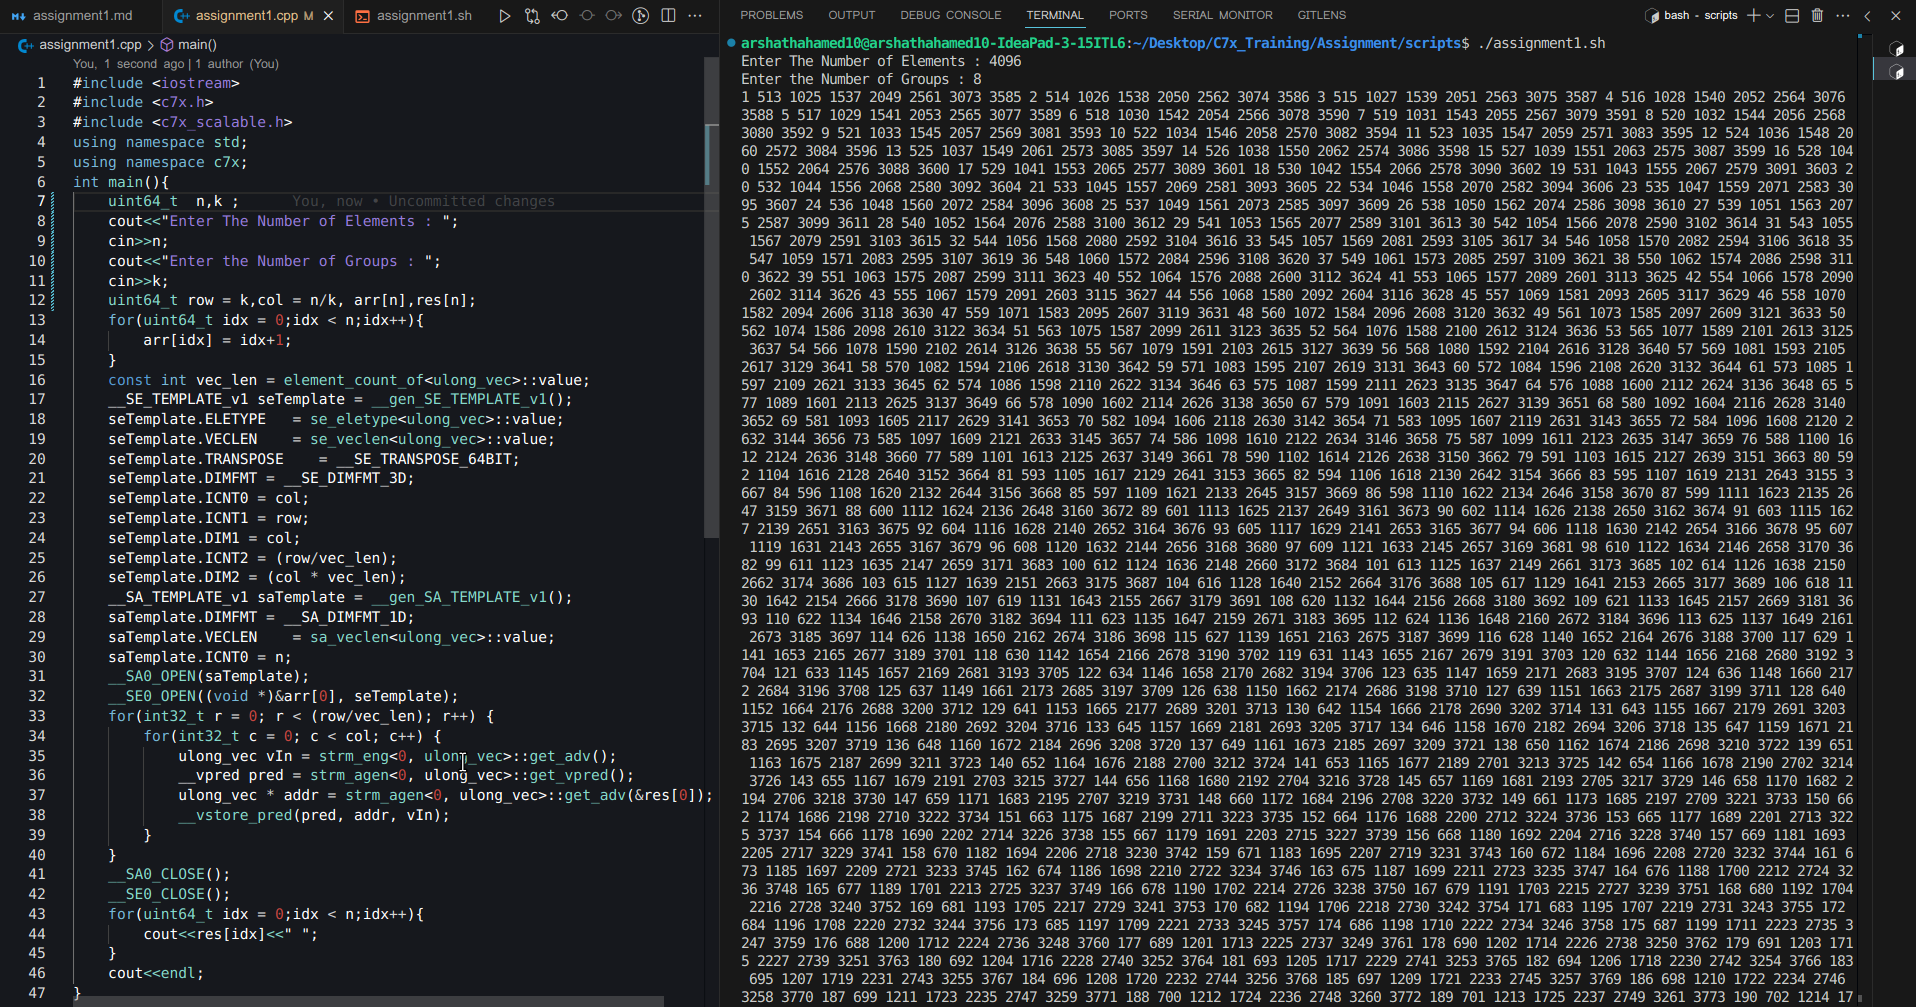 assignment1.md
assignment1.cpp M
assignment1.sh
assignment1.cpp > main()
You, 1 second ago | 1 author (You)
1 #include <iostream>
2 #include <c7x.h>
3 #include <c7x_scalable.h>
4 using namespace std;
5 using namespace c7x;
6 int main(){
7 uint64_t  n,k ; You, now • Uncommitted changes
8 cout<<"Enter The Number of Elements : ";
9 cin>>n;
10 cout<<"Enter the Number of Groups : ";
11 cin>>k;
12 uint64_t row = k,col = n/k, arr[n],res[n];
13 for(uint64_t idx = 0;idx < n;idx++){
14 arr[idx] = idx+1;
15 }
16 const int vec_len = element_count_of<ulong_vec>::value;
17 __SE_TEMPLATE_v1 seTemplate = __gen_SE_TEMPLATE_v1();
18 seTemplate.ELETYPE   = se_eletype<ulong_vec>::value;
19 seTemplate.VECLEN    = se_veclen<ulong_vec>::value;
20 seTemplate.TRANSPOSE    = __SE_TRANSPOSE_64BIT;
21 seTemplate.DIMFMT = __SE_DIMFMT_3D;
22 seTemplate.ICNT0 = col;
23 seTemplate.ICNT1 = row;
24 seTemplate.DIM1 = col;
25 seTemplate.ICNT2 = (row/vec_len);
26 seTemplate.DIM2 = (col * vec_len);
27 __SA_TEMPLATE_v1 saTemplate = __gen_SA_TEMPLATE_v1();
28 saTemplate.DIMFMT = __SA_DIMFMT_1D;
29 saTemplate.VECLEN    = sa_veclen<ulong_vec>::value;
30 saTemplate.ICNT0 = n;
31 __SA0_OPEN(saTemplate);
32 __SE0_OPEN((void *)&arr[0], seTemplate);
33 for(int32_t r = 0; r < (row/vec_len); r++) {
34 for(int32_t c = 0; c < col; c++) {
35 ulong_vec vIn = strm_eng<0, ulong_vec>::get_adv();
36 __vpred pred = strm_agen<0, ulong_vec>::get_vpred();
37 ulong_vec * addr = strm_agen<0, ulong_vec>::get_adv(&res[0]);
38 __vstore_pred(pred, addr, vIn);
39 }
40 }
41 __SA0_CLOSE();
42 __SE0_CLOSE();
43 for(uint64_t idx = 0;idx < n;idx++){
44 cout<<res[idx]<<" ";
45 }
46 cout<<endl;
47 }
PROBLEMS OUTPUT DEBUG CONSOLE TERMINAL PORTS SERIAL MONITOR GITLENS
bash - scripts
arshathahamed10@arshathahamed10-IdeaPad-3-15ITL6:~/Desktop/C7x_Training/Assignment/scripts$ ./assignment1.sh
Enter The Number of Elements : 4096
Enter the Number of Groups : 8
1 513 1025 1537 2049 2561 3073 3585 2 514 1026 1538 2050 2562 3074 3586 3 515 1027 1539 2051 2563 3075 3587 4 516 1028 1540 2052 2564 3076
3588 5 517 1029 1541 2053 2565 3077 3589 6 518 1030 1542 2054 2566 3078 3590 7 519 1031 1543 2055 2567 3079 3591 8 520 1032 1544 2056 2568
3080 3592 9 521 1033 1545 2057 2569 3081 3593 10 522 1034 1546 2058 2570 3082 3594 11 523 1035 1547 2059 2571 3083 3595 12 524 1036 1548 20
60 2572 3084 3596 13 525 1037 1549 2061 2573 3085 3597 14 526 1038 1550 2062 2574 3086 3598 15 527 1039 1551 2063 2575 3087 3599 16 528 104
0 1552 2064 2576 3088 3600 17 529 1041 1553 2065 2577 3089 3601 18 530 1042 1554 2066 2578 3090 3602 19 531 1043 1555 2067 2579 3091 3603 2
0 532 1044 1556 2068 2580 3092 3604 21 533 1045 1557 2069 2581 3093 3605 22 534 1046 1558 2070 2582 3094 3606 23 535 1047 1559 2071 2583 30
95 3607 24 536 1048 1560 2072 2584 3096 3608 25 537 1049 1561 2073 2585 3097 3609 26 538 1050 1562 2074 2586 3098 3610 27 539 1051 1563 207
5 2587 3099 3611 28 540 1052 1564 2076 2588 3100 3612 29 541 1053 1565 2077 2589 3101 3613 30 542 1054 1566 2078 2590 3102 3614 31 543 1055
1567 2079 2591 3103 3615 32 544 1056 1568 2080 2592 3104 3616 33 545 1057 1569 2081 2593 3105 3617 34 546 1058 1570 2082 2594 3106 3618 35
547 1059 1571 2083 2595 3107 3619 36 548 1060 1572 2084 2596 3108 3620 37 549 1061 1573 2085 2597 3109 3621 38 550 1062 1574 2086 2598 311
0 3622 39 551 1063 1575 2087 2599 3111 3623 40 552 1064 1576 2088 2600 3112 3624 41 553 1065 1577 2089 2601 3113 3625 42 554 1066 1578 2090
2602 3114 3626 43 555 1067 1579 2091 2603 3115 3627 44 556 1068 1580 2092 2604 3116 3628 45 557 1069 1581 2093 2605 3117 3629 46 558 1070
1582 2094 2606 3118 3630 47 559 1071 1583 2095 2607 3119 3631 48 560 1072 1584 2096 2608 3120 3632 49 561 1073 1585 2097 2609 3121 3633 50
562 1074 1586 2098 2610 3122 3634 51 563 1075 1587 2099 2611 3123 3635 52 564 1076 1588 2100 2612 3124 3636 53 565 1077 1589 2101 2613 3125
3637 54 566 1078 1590 2102 2614 3126 3638 55 567 1079 1591 2103 2615 3127 3639 56 568 1080 1592 2104 2616 3128 3640 57 569 1081 1593 2105
2617 3129 3641 58 570 1082 1594 2106 2618 3130 3642 59 571 1083 1595 2107 2619 3131 3643 60 572 1084 1596 2108 2620 3132 3644 61 573 1085 1
597 2109 2621 3133 3645 62 574 1086 1598 2110 2622 3134 3646 63 575 1087 1599 2111 2623 3135 3647 64 576 1088 1600 2112 2624 3136 3648 65 5
77 1089 1601 2113 2625 3137 3649 66 578 1090 1602 2114 2626 3138 3650 67 579 1091 1603 2115 2627 3139 3651 68 580 1092 1604 2116 2628 3140
3652 69 581 1093 1605 2117 2629 3141 3653 70 582 1094 1606 2118 2630 3142 3654 71 583 1095 1607 2119 2631 3143 3655 72 584 1096 1608 2120 2
632 3144 3656 73 585 1097 1609 2121 2633 3145 3657 74 586 1098 1610 2122 2634 3146 3658 75 587 1099 1611 2123 2635 3147 3659 76 588 1100 16
12 2124 2636 3148 3660 77 589 1101 1613 2125 2637 3149 3661 78 590 1102 1614 2126 2638 3150 3662 79 591 1103 1615 2127 2639 3151 3663 80 59
2 1104 1616 2128 2640 3152 3664 81 593 1105 1617 2129 2641 3153 3665 82 594 1106 1618 2130 2642 3154 3666 83 595 1107 1619 2131 2643 3155 3
667 84 596 1108 1620 2132 2644 3156 3668 85 597 1109 1621 2133 2645 3157 3669 86 598 1110 1622 2134 2646 3158 3670 87 599 1111 1623 2135 26
47 3159 3671 88 600 1112 1624 2136 2648 3160 3672 89 601 1113 1625 2137 2649 3161 3673 90 602 1114 1626 2138 2650 3162 3674 91 603 1115 162
7 2139 2651 3163 3675 92 604 1116 1628 2140 2652 3164 3676 93 605 1117 1629 2141 2653 3165 3677 94 606 1118 1630 2142 2654 3166 3678 95 607
1119 1631 2143 2655 3167 3679 96 608 1120 1632 2144 2656 3168 3680 97 609 1121 1633 2145 2657 3169 3681 98 610 1122 1634 2146 2658 3170 36
82 99 611 1123 1635 2147 2659 3171 3683 100 612 1124 1636 2148 2660 3172 3684 101 613 1125 1637 2149 2661 3173 3685 102 614 1126 1638 2150
2662 3174 3686 103 615 1127 1639 2151 2663 3175 3687 104 616 1128 1640 2152 2664 3176 3688 105 617 1129 1641 2153 2665 3177 3689 106 618 11
30 1642 2154 2666 3178 3690 107 619 1131 1643 2155 2667 3179 3691 108 620 1132 1644 2156 2668 3180 3692 109 621 1133 1645 2157 2669 3181 36
93 110 622 1134 1646 2158 2670 3182 3694 111 623 1135 1647 2159 2671 3183 3695 112 624 1136 1648 2160 2672 3184 3696 113 625 1137 1649 2161
2673 3185 3697 114 626 1138 1650 2162 2674 3186 3698 115 627 1139 1651 2163 2675 3187 3699 116 628 1140 1652 2164 2676 3188 3700 117 629 1
141 1653 2165 2677 3189 3701 118 630 1142 1654 2166 2678 3190 3702 119 631 1143 1655 2167 2679 3191 3703 120 632 1144 1656 2168 2680 3192 3
704 121 633 1145 1657 2169 2681 3193 3705 122 634 1146 1658 2170 2682 3194 3706 123 635 1147 1659 2171 2683 3195 3707 124 636 1148 1660 217
2 2684 3196 3708 125 637 1149 1661 2173 2685 3197 3709 126 638 1150 1662 2174 2686 3198 3710 127 639 1151 1663 2175 2687 3199 3711 128 640
1152 1664 2176 2688 3200 3712 129 641 1153 1665 2177 2689 3201 3713 130 642 1154 1666 2178 2690 3202 3714 131 643 1155 1667 2179 2691 3203
3715 132 644 1156 1668 2180 2692 3204 3716 133 645 1157 1669 2181 2693 3205 3717 134 646 1158 1670 2182 2694 3206 3718 135 647 1159 1671 21
83 2695 3207 3719 136 648 1160 1672 2184 2696 3208 3720 137 649 1161 1673 2185 2697 3209 3721 138 650 1162 1674 2186 2698 3210 3722 139 651
1163 1675 2187 2699 3211 3723 140 652 1164 1676 2188 2700 3212 3724 141 653 1165 1677 2189 2701 3213 3725 142 654 1166 1678 2190 2702 3214
3726 143 655 1167 1679 2191 2703 3215 3727 144 656 1168 1680 2192 2704 3216 3728 145 657 1169 1681 2193 2705 3217 3729 146 658 1170 1682 2
194 2706 3218 3730 147 659 1171 1683 2195 2707 3219 3731 148 660 1172 1684 2196 2708 3220 3732 149 661 1173 1685 2197 2709 3221 3733 150 66
2 1174 1686 2198 2710 3222 3734 151 663 1175 1687 2199 2711 3223 3735 152 664 1176 1688 2200 2712 3224 3736 153 665 1177 1689 2201 2713 322
5 3737 154 666 1178 1690 2202 2714 3226 3738 155 667 1179 1691 2203 2715 3227 3739 156 668 1180 1692 2204 2716 3228 3740 157 669 1181 1693
2205 2717 3229 3741 158 670 1182 1694 2206 2718 3230 3742 159 671 1183 1695 2207 2719 3231 3743 160 672 1184 1696 2208 2720 3232 3744 161 6
73 1185 1697 2209 2721 3233 3745 162 674 1186 1698 2210 2722 3234 3746 163 675 1187 1699 2211 2723 3235 3747 164 676 1188 1700 2212 2724 32
36 3748 165 677 1189 1701 2213 2725 3237 3749 166 678 1190 1702 2214 2726 3238 3750 167 679 1191 1703 2215 2727 3239 3751 168 680 1192 1704
2216 2728 3240 3752 169 681 1193 1705 2217 2729 3241 3753 170 682 1194 1706 2218 2730 3242 3754 171 683 1195 1707 2219 2731 3243 3755 172
684 1196 1708 2220 2732 3244 3756 173 685 1197 1709 2221 2733 3245 3757 174 686 1198 1710 2222 2734 3246 3758 175 687 1199 1711 2223 2735 3
247 3759 176 688 1200 1712 2224 2736 3248 3760 177 689 1201 1713 2225 2737 3249 3761 178 690 1202 1714 2226 2738 3250 3762 179 691 1203 171
5 2227 2739 3251 3763 180 692 1204 1716 2228 2740 3252 3764 181 693 1205 1717 2229 2741 3253 3765 182 694 1206 1718 2230 2742 3254 3766 183
695 1207 1719 2231 2743 3255 3767 184 696 1208 1720 2232 2744 3256 3768 185 697 1209 1721 2233 2745 3257 3769 186 698 1210 1722 2234 2746
3258 3770 187 699 1211 1723 2235 2747 3259 3771 188 700 1212 1724 2236 2748 3260 3772 189 701 1213 1725 2237 2749 3261 3773 190 702 1214 17